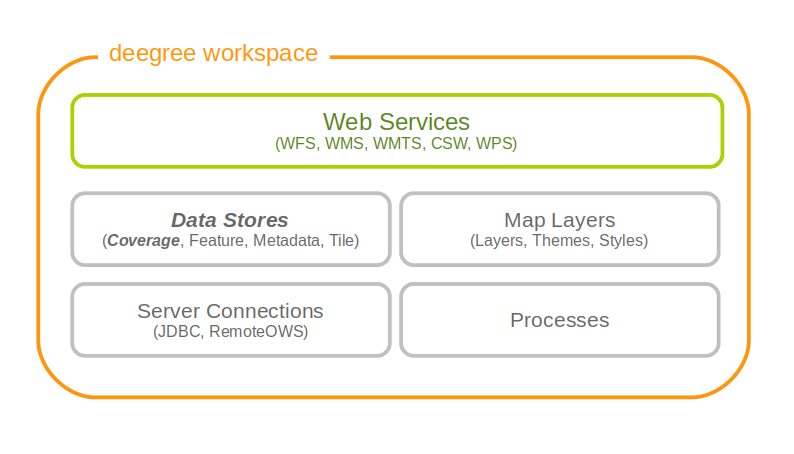 deegree workspace
Web Services
(WFS, WMS, WMTS, CSW, WPS)
Data Stores
(Coverage, Feature, Metadata, Tile)
Map Layers
(Layers, Themes, Styles)
Server Connections
(JDBC, RemoteOWS)
Processes